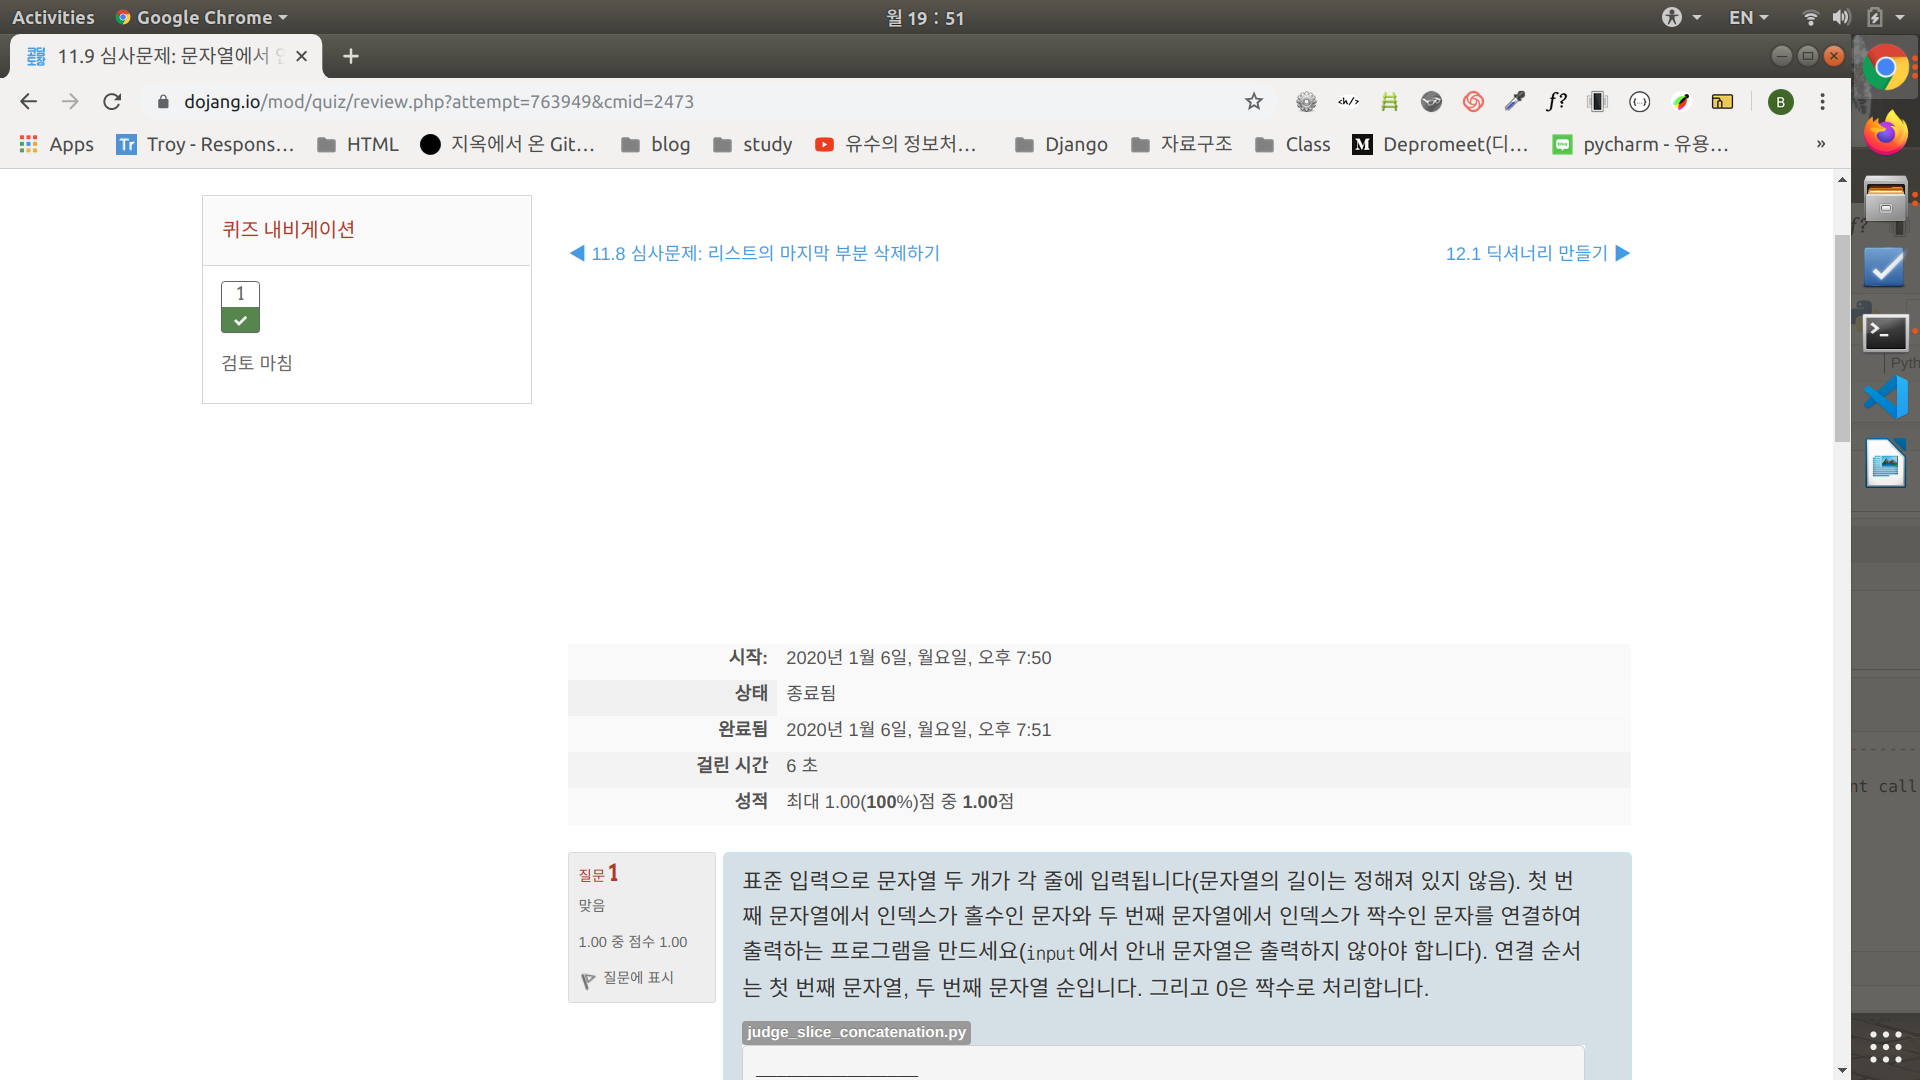 Activities
Google Chrome
월 19 : 51
EN
11.9 심사문제: 문자열에서
dojang.io/mod/quiz/review.php?attempt=763949&cmid=2473
Apps
Troy - Respons...
HTML
지옥에서 온 Git...
blog
study
유수의 정보처...
Django
자료구조
Class
Depromeet(디...
pycharm - 유용...
»
퀴즈 내비게이션
1
검토 마침
◀ 11.8 심사문제: 리스트의 마지막 부분 삭제하기
12.1 딕셔너리 만들기 ▶
시작: 2020년 1월 6일, 월요일, 오후 7:50
상태 종료됨
완료됨 2020년 1월 6일, 월요일, 오후 7:51
걸린 시간 6 초
성적 최대 1.00(100%)점 중 1.00점
질문 1
맞음
1.00 중 점수 1.00
질문에 표시
표준 입력으로 문자열 두 개가 각 줄에 입력됩니다(문자열의 길이는 정해져 있지 않음). 첫 번
째 문자열에서 인덱스가 홀수인 문자와 두 번째 문자열에서 인덱스가 짝수인 문자를 연결하여
출력하는 프로그램을 만드세요(input에서 안내 문자열은 출력하지 않아야 합니다). 연결 순서
는 첫 번째 문자열, 두 번째 문자열 순입니다. 그리고 0은 짝수로 처리합니다.
judge_slice_concatenation.py
________________
f?
B
Pyth
nt call